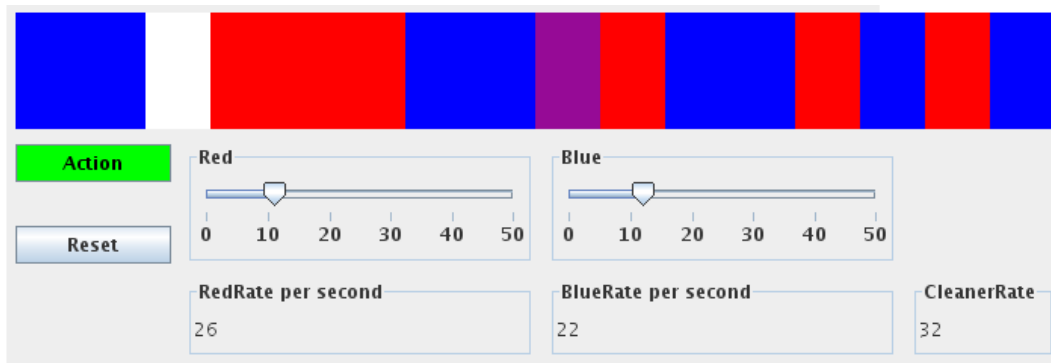 Action
Red
Blue
0 10 20 30 40 50
0 10 20 30 40 50
Reset
RedRate per second
BlueRate per second
CleanerRate
26
22
32